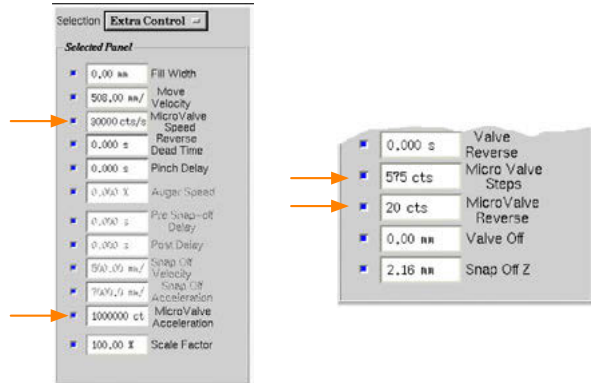 Selection Extra Control
Selected Panel
0.00 mm Fill Width
508.00 mm/ Move
Velocity
30000 cts/s MicroValve
Speed
0.000 s Reverse
Dead Time
0.000 s Pinch Delay
0.000 % Auger Speed
0.000 s Pre Snap-off
Delay
0.000 s Post Delay
500.00 mm/ Snap Off
Velocity
7000.0 mm/ Snap Off
Acceleration
1000000 ct MicroValve
Acceleration
100.00 % Scale Factor
0.000 s Valve
Reverse
575 cts Micro Valve
Steps
20 cts MicroValve
Reverse
0.00 mm Valve Off
2.16 mm Snap Off Z